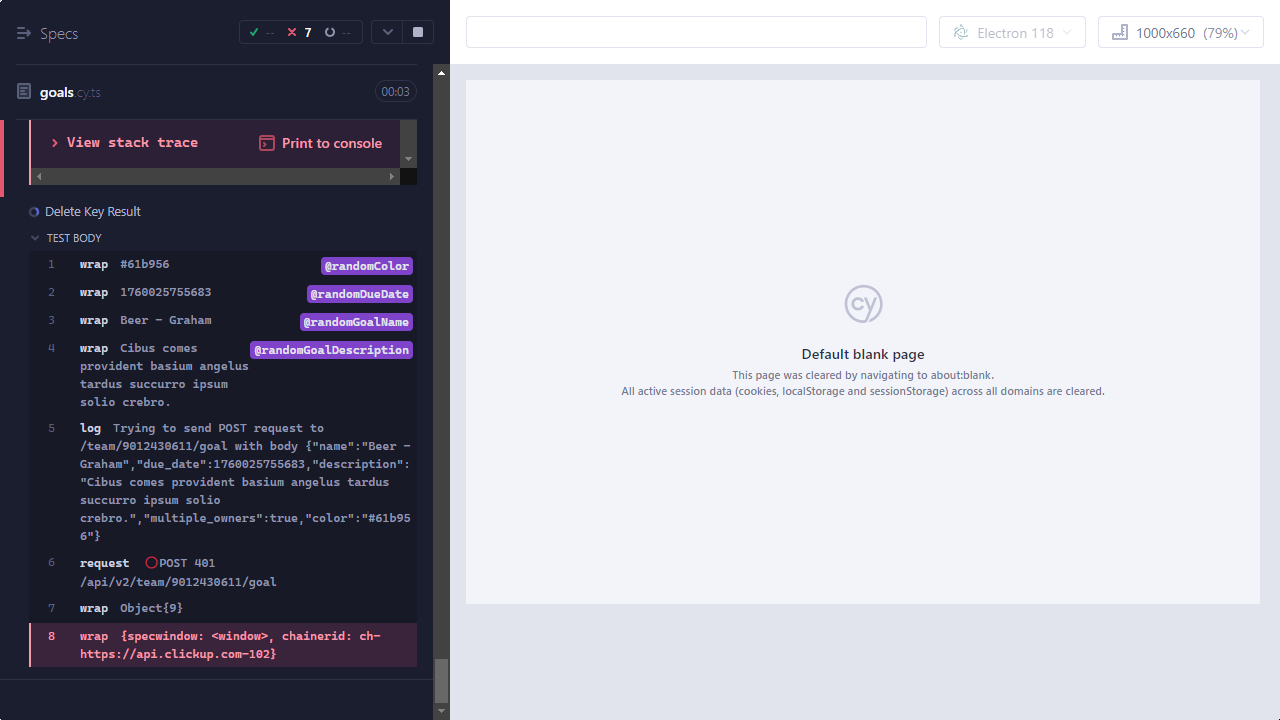 Specs
--
7
--
Electron 118
1000x660 (79%)
goals.cy.ts
00:03
View stack trace
Print to console
Delete Key Result
TEST BODY
1 wrap #61b956 @randomColor
2 wrap 1760025755683 @randomDueDate
3 wrap Beer - Graham @randomGoalName
4 wrap Cibus comes @randomGoalDescription
provident basium angelus
tardus succurro ipsum
solio crebro.
5 log Trying to send POST request to
/team/9012430611/goal with body {"name":"Beer -
Graham","due_date":1760025755683,"description":
"Cibus comes provident basium angelus tardus
succurro ipsum solio
crebro.","multiple_owners":true,"color":"#61b95
6"}
6 request POST 401
/api/v2/team/9012430611/goal
7 wrap Object{9}
8 wrap {specwindow: <window>, chainerid: ch-
https://api.clickup.com-102}
cy
Default blank page
This page was cleared by navigating to about:blank.
All active session data (cookies, localStorage and sessionStorage) across all domains are cleared.